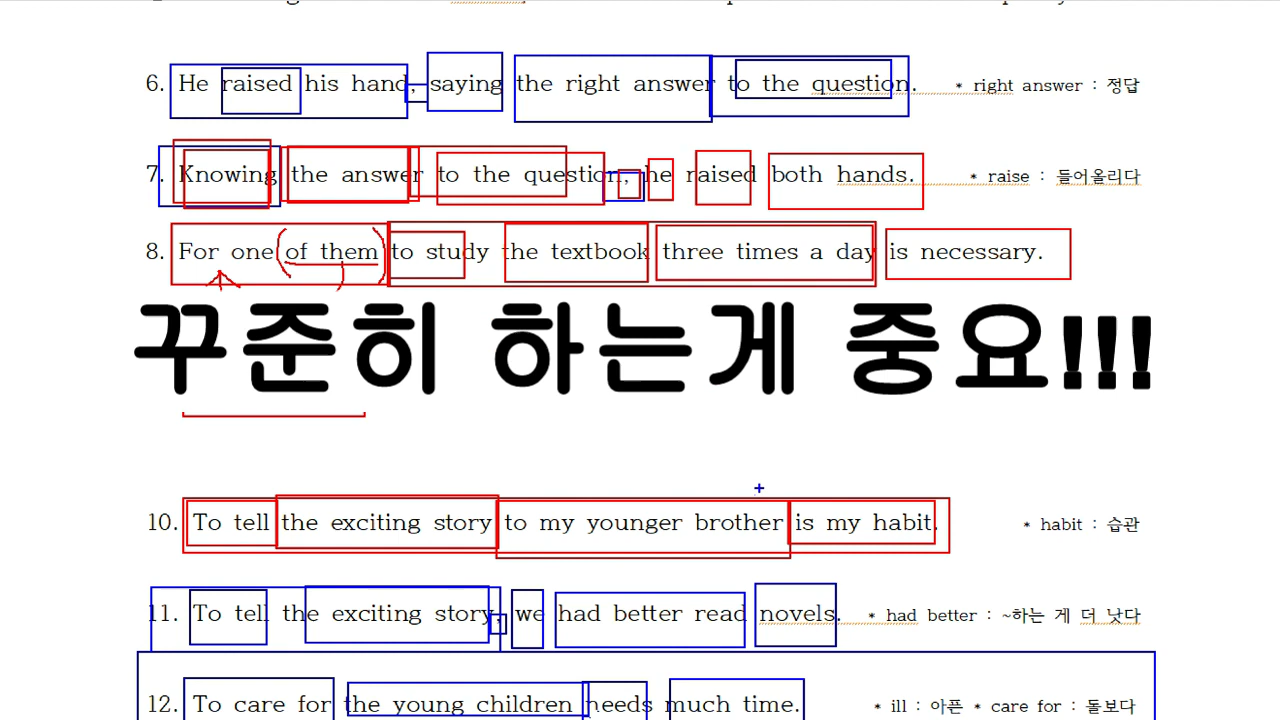 6. He raised his hand, saying the right answer to the question. * right answer : 정답
7. Knowing the answer to the question, he raised both hands. * raise : 들어올리다
8. For one of them to study the textbook three times a day is necessary.
꾸준히 하는게 중요!!!
10. To tell the exciting story to my younger brother is my habit. * habit : 습관
11. To tell the exciting story, we had better read novels. * had better : ~하는 게 더 낫다
12. To care for the young children needs much time. * ill : 아픈 * care for : 돌보다